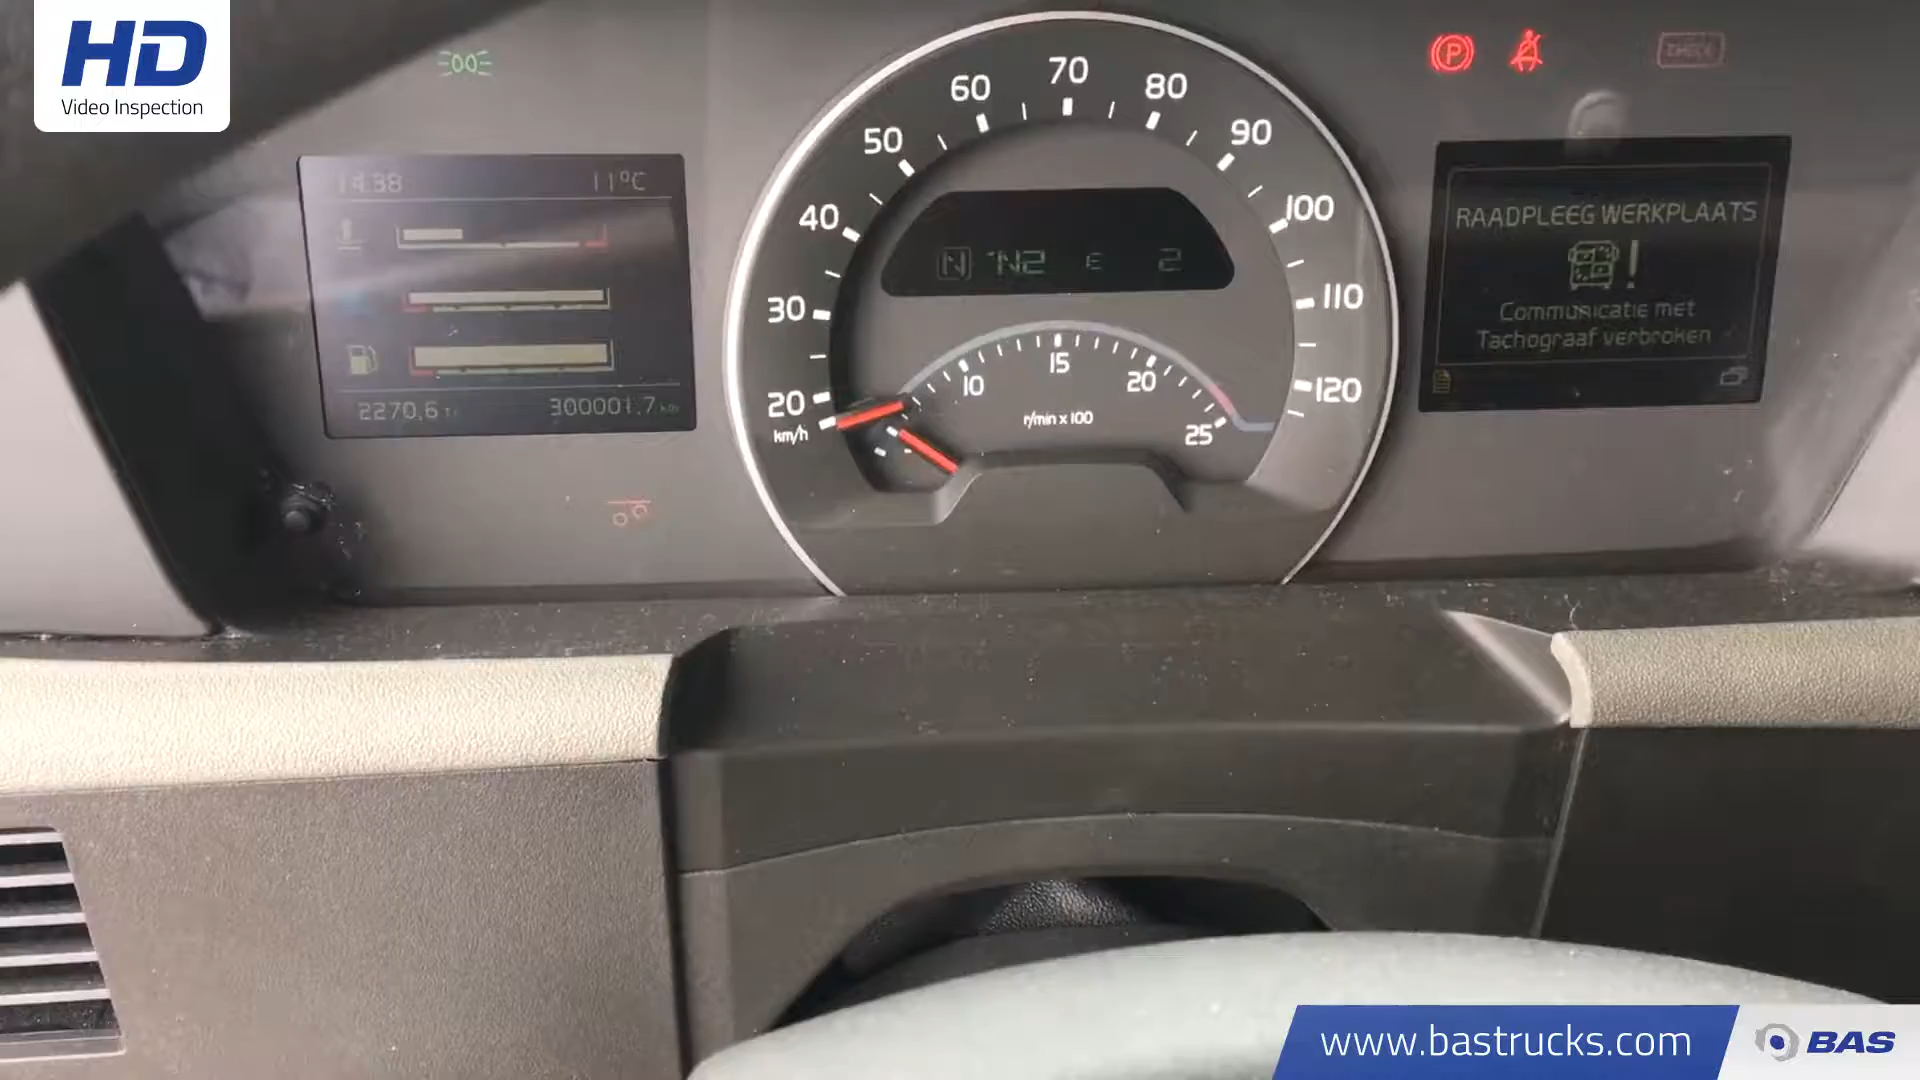 HD
Video Inspection
14:38 11°C
2270,6
300001.7 km
20
30
40
50
60
70
80
90
100
110
120
km/h
N N2 E 2
10
15
20
25
r/min x 100
P
CHECK
RAADPLEEG WERKPLAATS
!
Communicatie met
Tachograaf verbroken
www.bastrucks.com
BAS